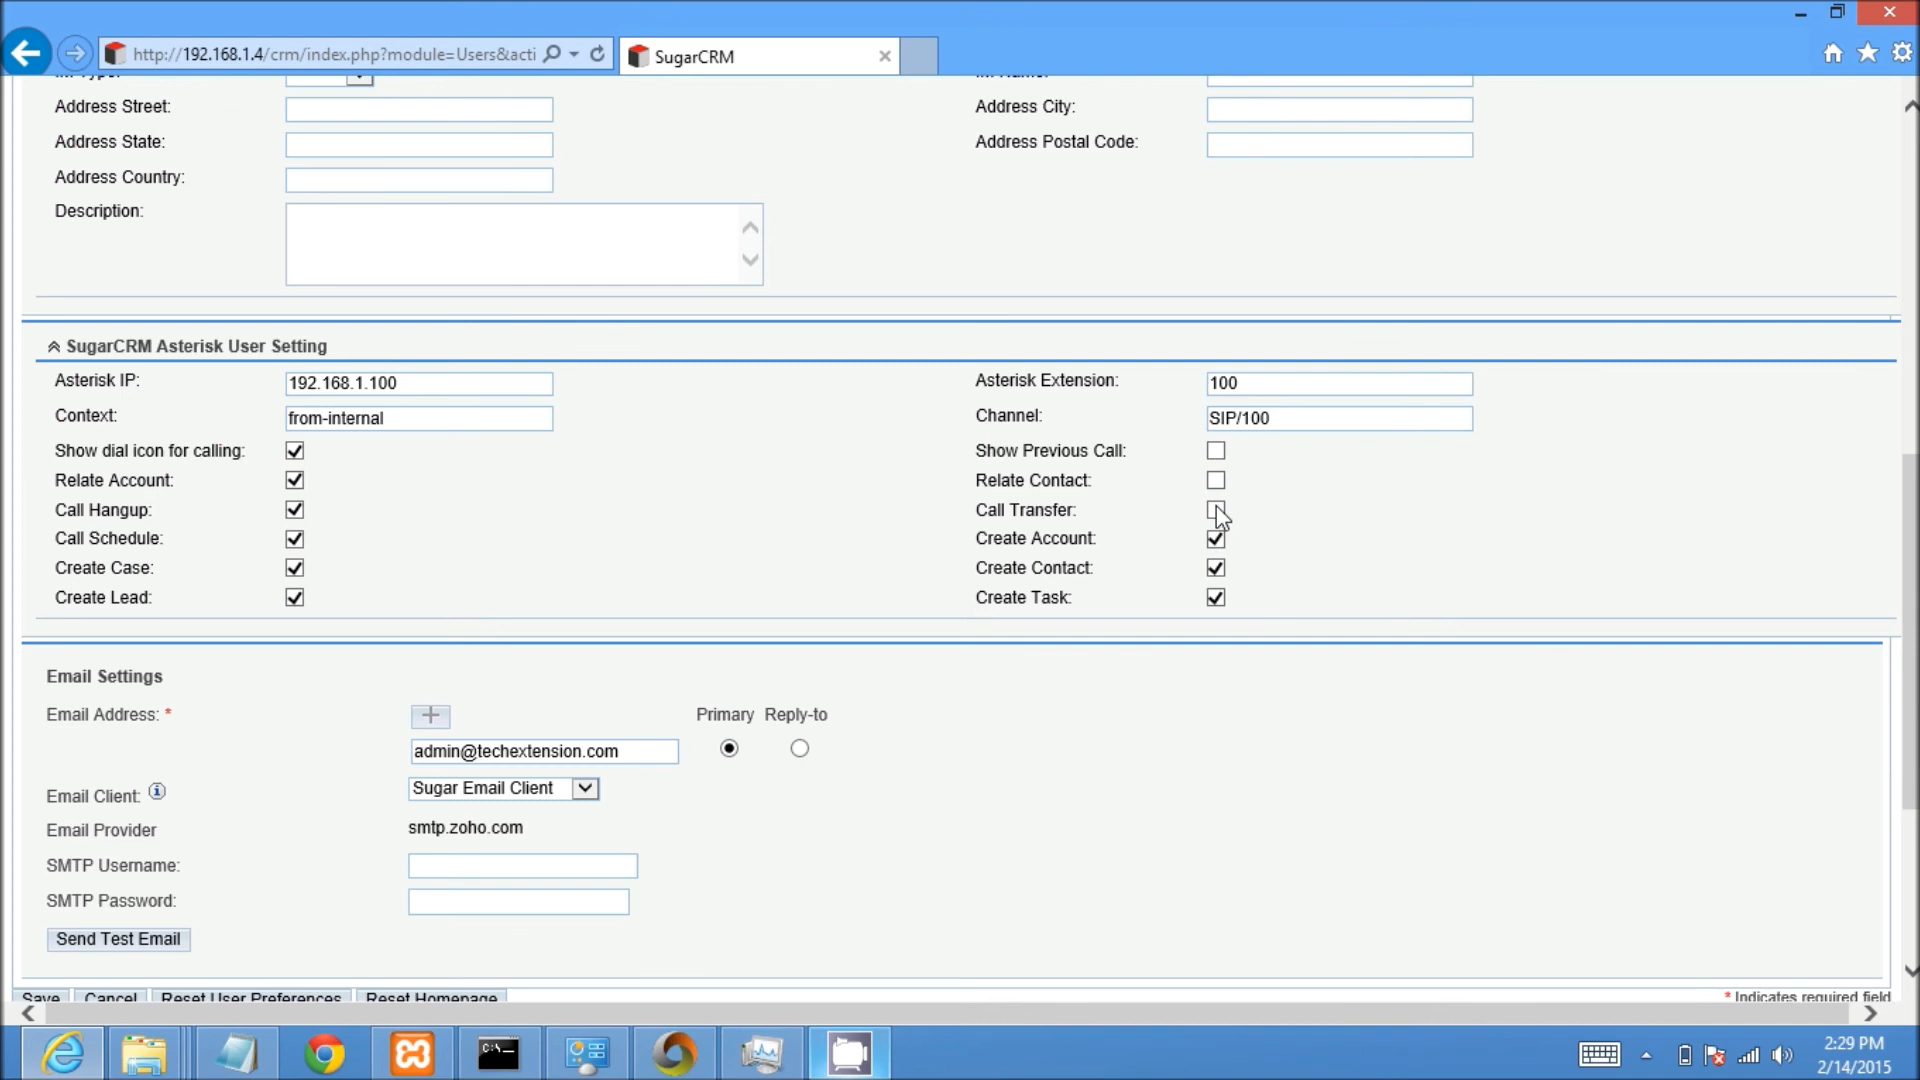 http://192.168.1.4/crm/index.php?module=Users&acti
SugarCRM
Address Street:
Address City:
Address State:
Address Postal Code:
Address Country:
Description:
SugarCRM Asterisk User Setting
Asterisk IP: 192.168.1.100
Asterisk Extension: 100
Context: from-internal
Channel: SIP/100
Show dial icon for calling:
Show Previous Call:
Relate Account:
Relate Contact:
Call Hangup:
Call Transfer:
Call Schedule:
Create Account:
Create Case:
Create Contact:
Create Lead:
Create Task:
Email Settings
Email Address: *
Primary Reply-to
admin@techextension.com
Email Client: Sugar Email Client
Email Provider smtp.zoho.com
SMTP Username:
SMTP Password:
Send Test Email
Save Cancel Reset User Preferences Reset Homepage
* Indicates required field
2:29 PM
2/14/2015